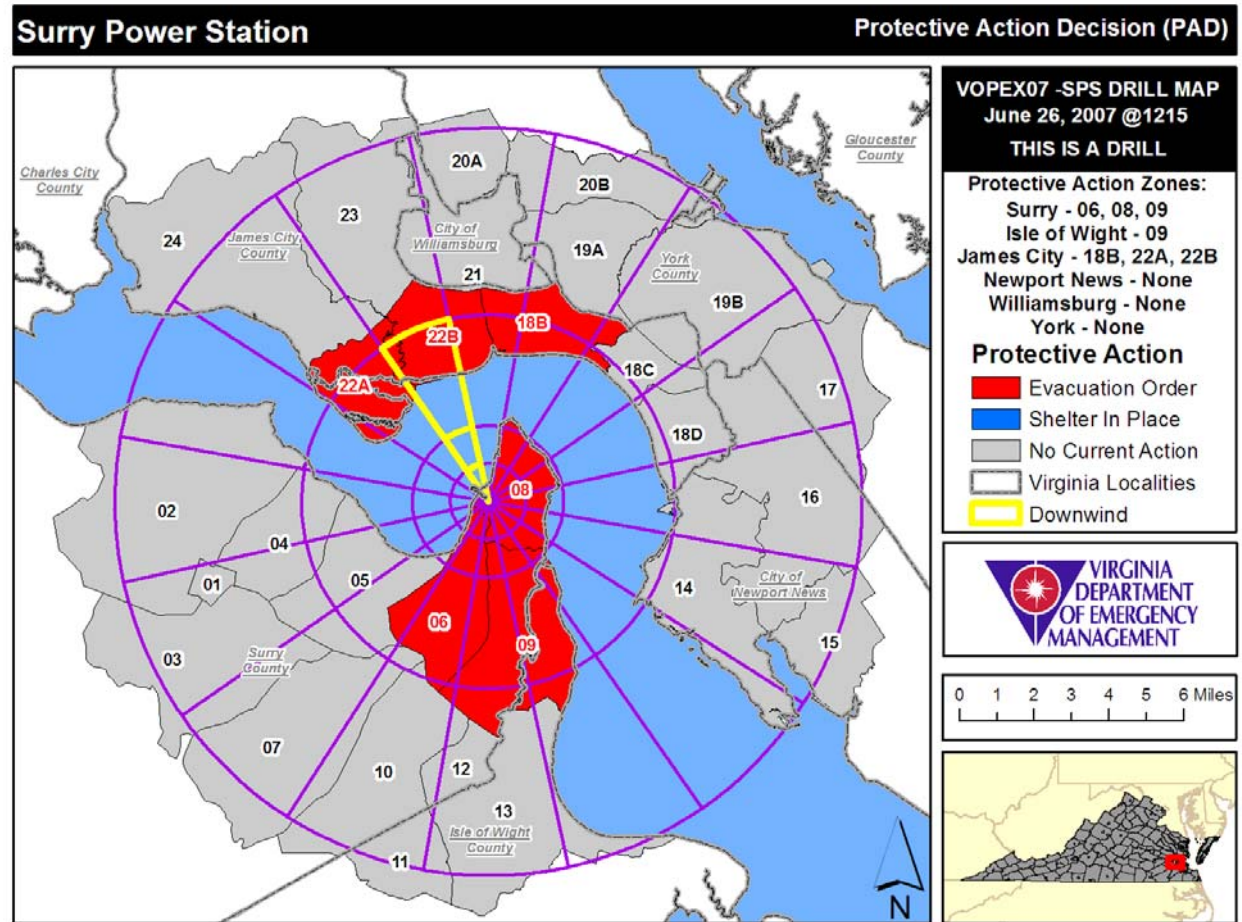 Surry Power Station
Protective Action Decision (PAD)
VOPEX07 -SPS DRILL MAP
June 26, 2007 @1215
THIS IS A DRILL
Protective Action Zones:
Surry - 06, 08, 09
Isle of Wight - 09
James City - 18B, 22A, 22B
Newport News - None
Williamsburg - None
York - None
Protective Action
Evacuation Order
Shelter In Place
No Current Action
Virginia Localities
Downwind
VIRGINIA
DEPARTMENT
OF EMERGENCY
MANAGEMENT
0 1 2 3 4 5 6 Miles
Charles City
County
Gloucester
County
20A
20B
23
24
James City
County
City of
Williamsburg
21
19A
York
County
19B
22B
18B
22A
18C
17
18D
08
16
02
04
01
05
14
City of
Newport News
06
09
15
03
Surry
County
07
10
12
13
Isle of Wight
County
11
N